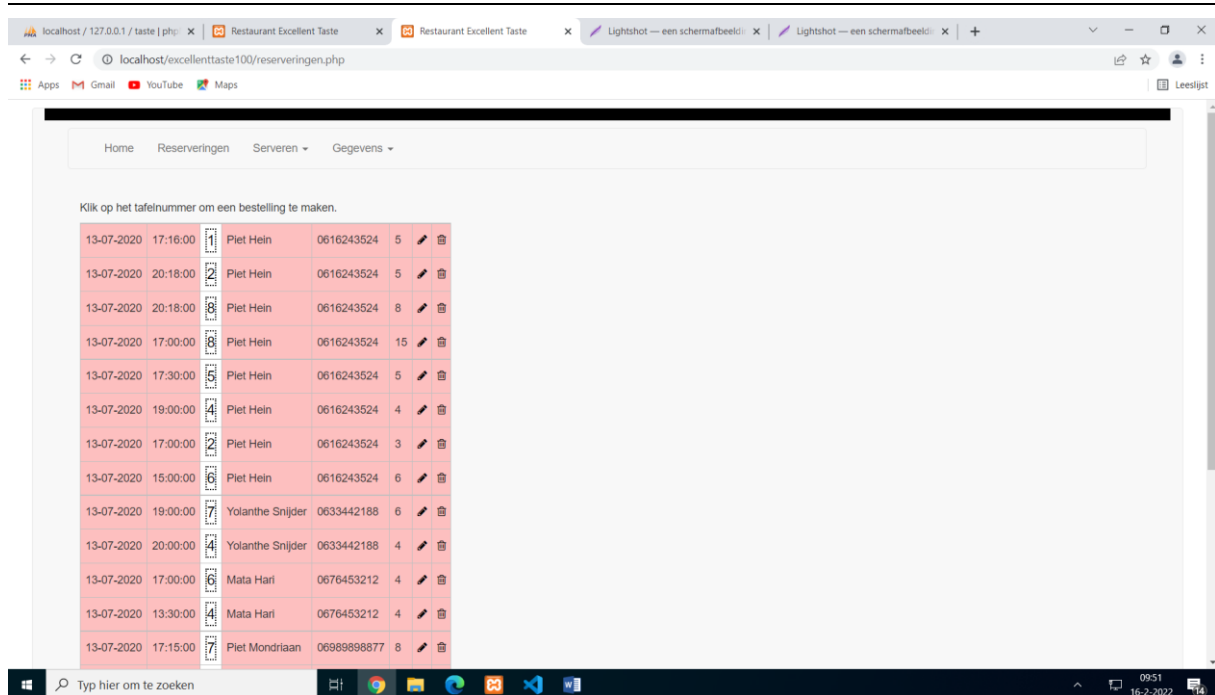 localhost / 127.0.0.1 / taste | php
Restaurant Excellent Taste
Restaurant Excellent Taste
Lightshot — een schermafbeeldin
Lightshot — een schermafbeeldin
localhost/excellenttaste100/reserveringen.php
Apps Gmail YouTube Maps Leeslijst
Home Reserveringen Serveren Gegevens
Klik op het tafelnummer om een bestelling te maken.
13-07-2020 17:16:00 1 Piet Hein 0616243524 5
13-07-2020 20:18:00 2 Piet Hein 0616243524 5
13-07-2020 20:18:00 8 Piet Hein 0616243524 8
13-07-2020 17:00:00 8 Piet Hein 0616243524 15
13-07-2020 17:30:00 5 Piet Hein 0616243524 5
13-07-2020 19:00:00 4 Piet Hein 0616243524 4
13-07-2020 17:00:00 2 Piet Hein 0616243524 3
13-07-2020 15:00:00 6 Piet Hein 0616243524 6
13-07-2020 19:00:00 7 Yolanthe Snijder 0633442188 6
13-07-2020 20:00:00 4 Yolanthe Snijder 0633442188 4
13-07-2020 17:00:00 6 Mata Hari 0676453212 4
13-07-2020 13:30:00 4 Mata Hari 0676453212 4
13-07-2020 17:15:00 7 Piet Mondriaan 06989898877 8
Typ hier om te zoeken
09:51
16-2-2022
14